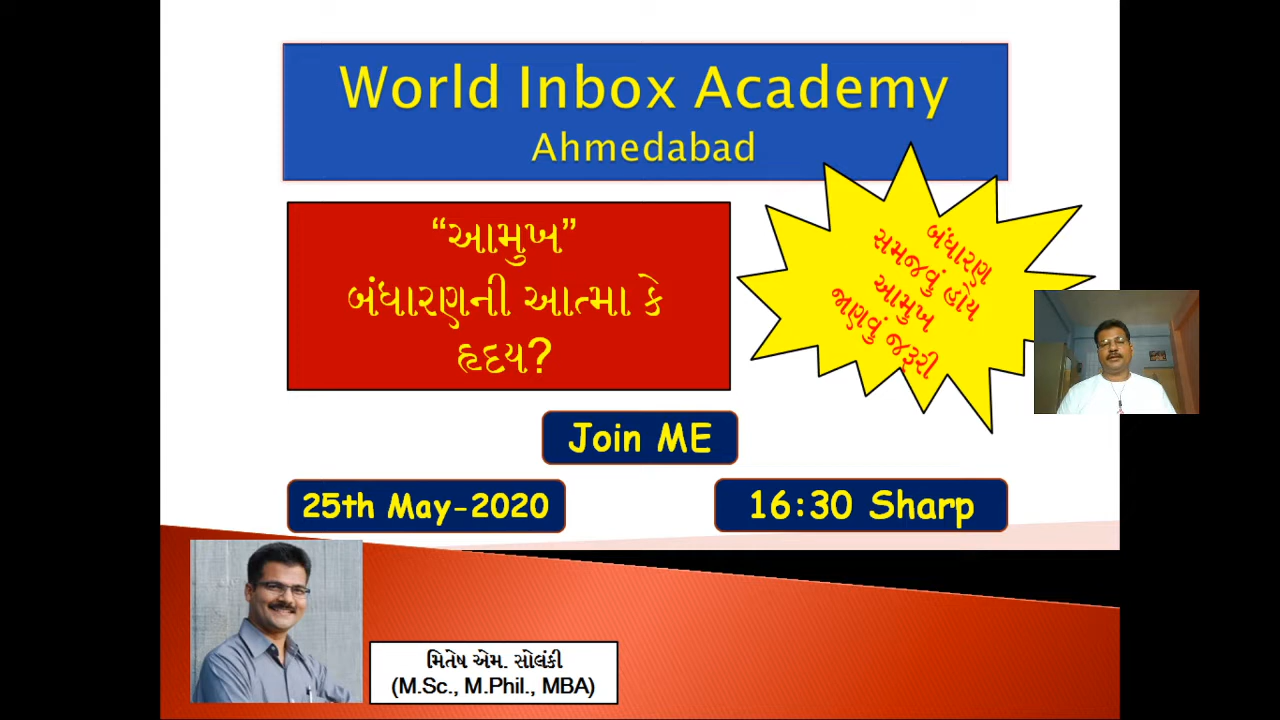 World Inbox Academy
Ahmedabad
“આમુખ”
બંધારણની આત્મા કે
હૃદય?
બંધારણ
સમજવું હોય
આમુખ
જાણવું જરૂરી
Join ME
25th May-2020
16:30 Sharp
મિતેષ એમ. સોલંકી
(M.Sc., M.Phil., MBA)